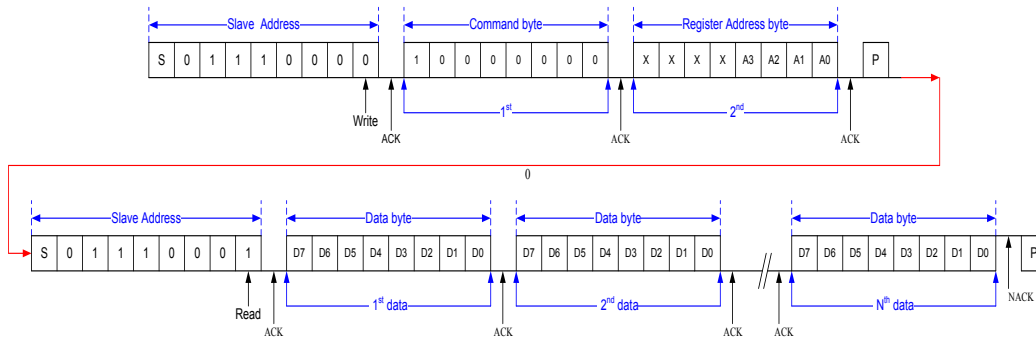 Slave Address Command byte Register Address byte
S 0 1 1 1 0 0 0 0 1 0 0 0 0 0 0 0 X X X X A3 A2 A1 A0 P
1st 2nd
Write ACK ACK ACK
0
Slave Address Data byte Data byte Data byte
S 0 1 1 1 0 0 0 1 D7 D6 D5 D4 D3 D2 D1 D0 D7 D6 D5 D4 D3 D2 D1 D0 // D7 D6 D5 D4 D3 D2 D1 D0 P
1st data 2nd data Nth data NACK
Read ACK ACK ACK ACK